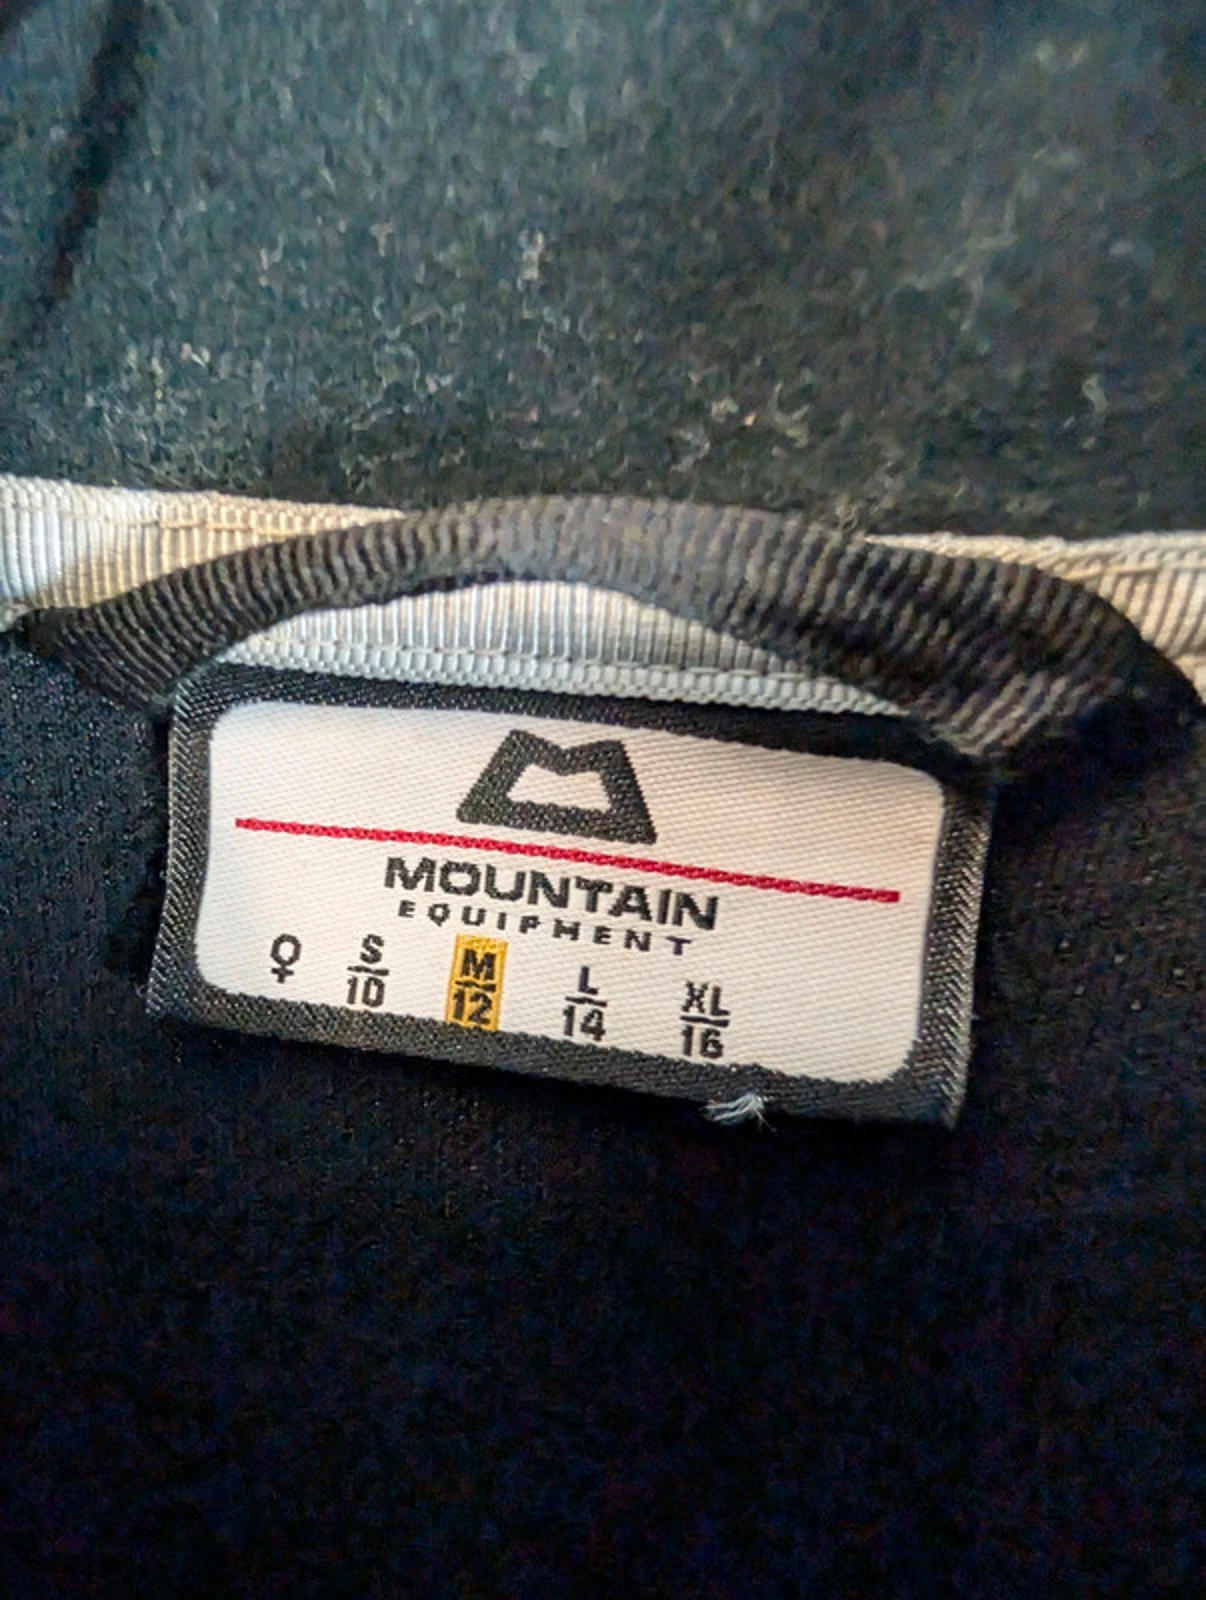 MOUNTAIN
EQUIPMENT
♀ S/10 M/12 L/14 XL/16